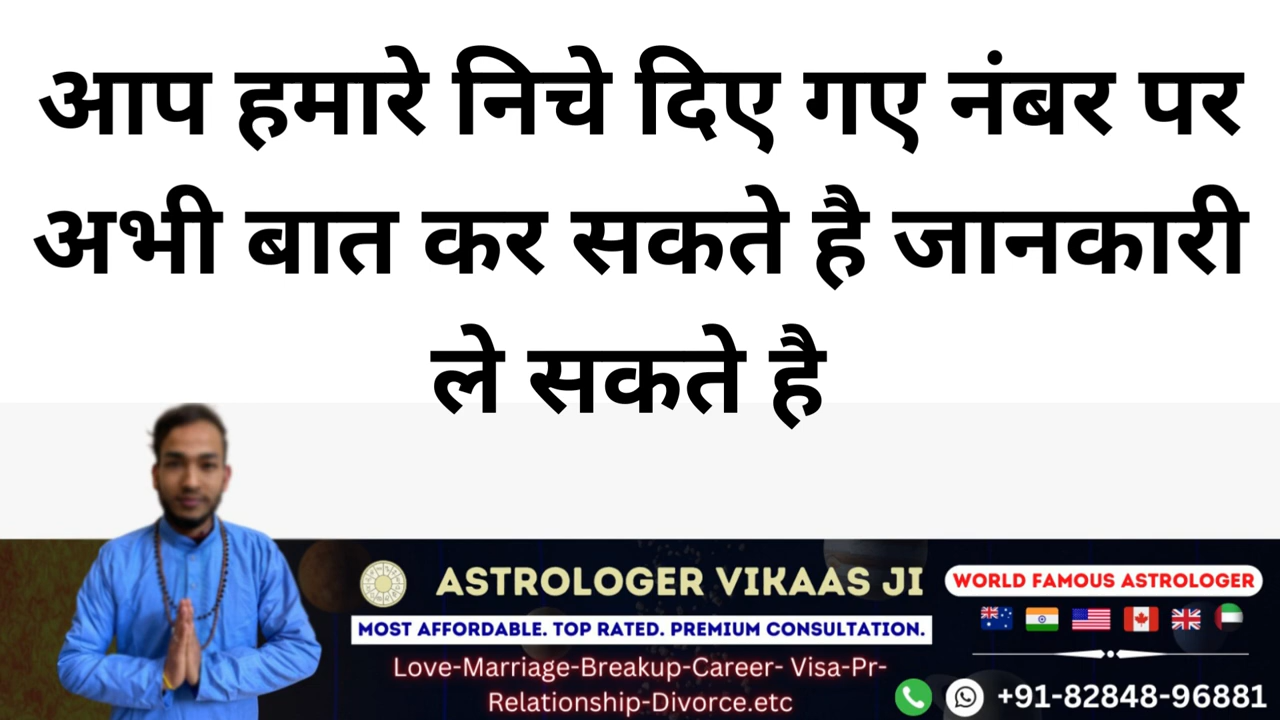 आप हमारे निचे दिए गए नंबर पर
अभी बात कर सकते है जानकारी
ले सकते है
ASTROLOGER VIKAAS JI
WORLD FAMOUS ASTROLOGER
MOST AFFORDABLE. TOP RATED. PREMIUM CONSULTATION.
Love-Marriage-Breakup-Career- Visa-Pr-
Relationship-Divorce.etc
+91-82848-96881